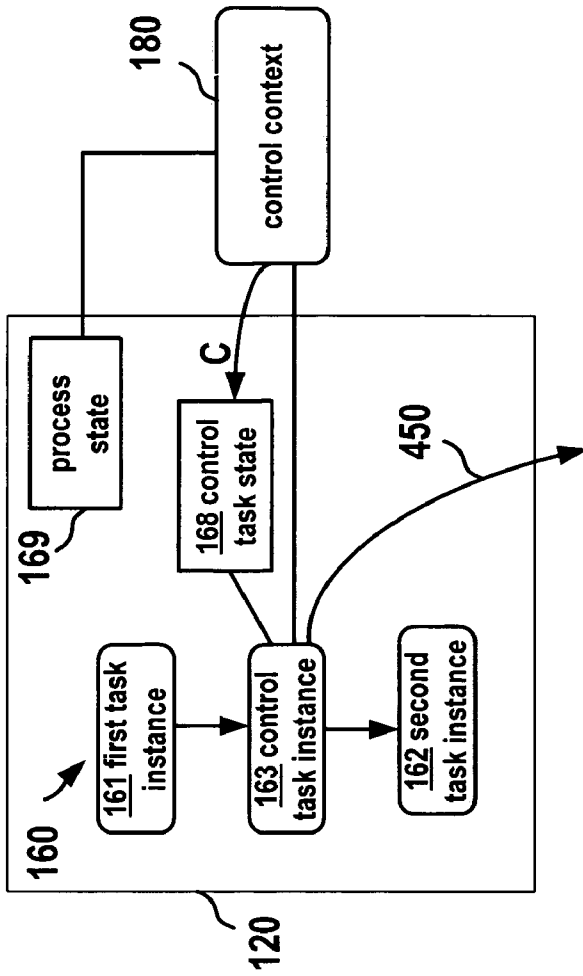 160
161 first task
instance
163 control
task instance
162 second
task instance
120
169
process
state
168 control
task state
C
450
180
control context